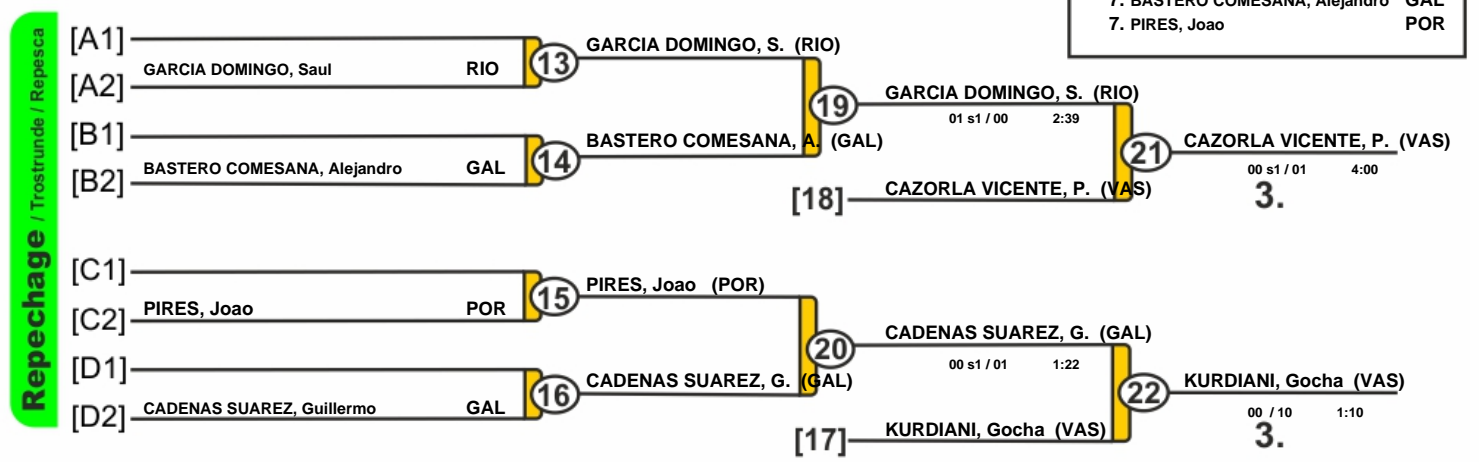 7. BASTERO COMESANA, Alejandro GAL
7. PIRES, Joao POR
Repechage / Trostrunde / Repesca
[A1]
GARCIA DOMINGO, Saul RIO
[A2]
13
GARCIA DOMINGO, S. (RIO)
[B1]
BASTERO COMESANA, Alejandro GAL
[B2]
14
BASTERO COMESANA, A. (GAL)
19
GARCIA DOMINGO, S. (RIO)
01 s1 / 00 2:39
[18]
CAZORLA VICENTE, P. (VAS)
21
CAZORLA VICENTE, P. (VAS)
00 s1 / 01 4:00
3.
[C1]
PIRES, Joao POR
[C2]
15
PIRES, Joao (POR)
[D1]
CADENAS SUAREZ, Guillermo GAL
[D2]
16
CADENAS SUAREZ, G. (GAL)
20
CADENAS SUAREZ, G. (GAL)
00 s1 / 01 1:22
[17]
KURDIANI, Gocha (VAS)
22
KURDIANI, Gocha (VAS)
00 / 10 1:10
3.